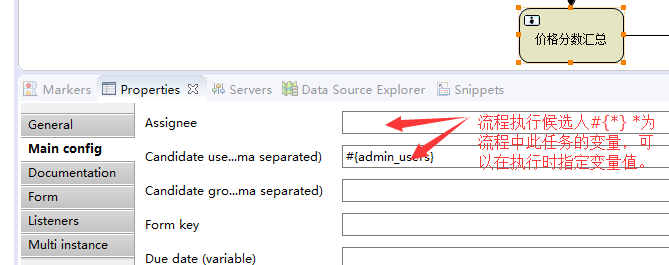 价格分数汇总
Markers Properties Servers Data Source Explorer Snippets
General
Main config
Documentation
Form
Listeners
Multi instance
Assignee
Candidate use...ma separated) #{admin_users}
Candidate gro...ma separated)
Form key
Due date (variable)
流程执行候选人#{*} *为
流程中此任务的变量，可
以在执行时指定变量值。